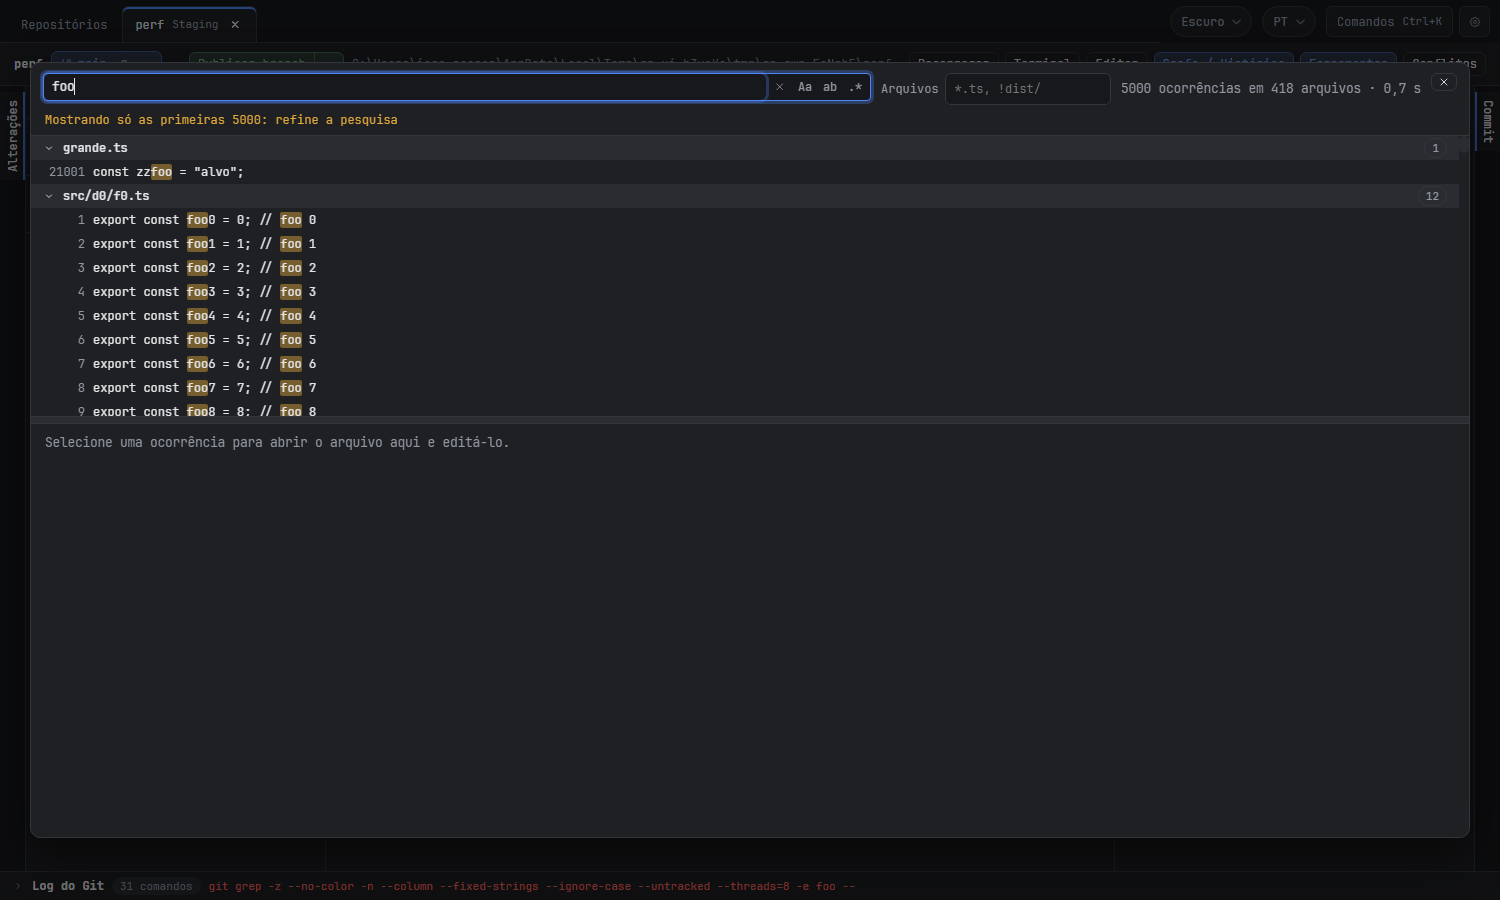 Repositórios perf Staging × Escuro PT Comandos Ctrl+K
perf
foo × Aa ab .* Arquivos *.ts, !dist/ 5000 ocorrências em 418 arquivos · 0,7 s ×
Mostrando só as primeiras 5000: refine a pesquisa
Alterações
Commit
grande.ts 1
21001 const zzfoo = "alvo";
src/d0/f0.ts 12
1 export const foo0 = 0; // foo 0
2 export const foo1 = 1; // foo 1
3 export const foo2 = 2; // foo 2
4 export const foo3 = 3; // foo 3
5 export const foo4 = 4; // foo 4
6 export const foo5 = 5; // foo 5
7 export const foo6 = 6; // foo 6
8 export const foo7 = 7; // foo 7
9 export const foo8 = 8; // foo 8
Selecione uma ocorrência para abrir o arquivo aqui e editá-lo.
Log do Git 31 comandos git grep -z --no-color -n --column --fixed-strings --ignore-case --untracked --threads=8 -e foo --